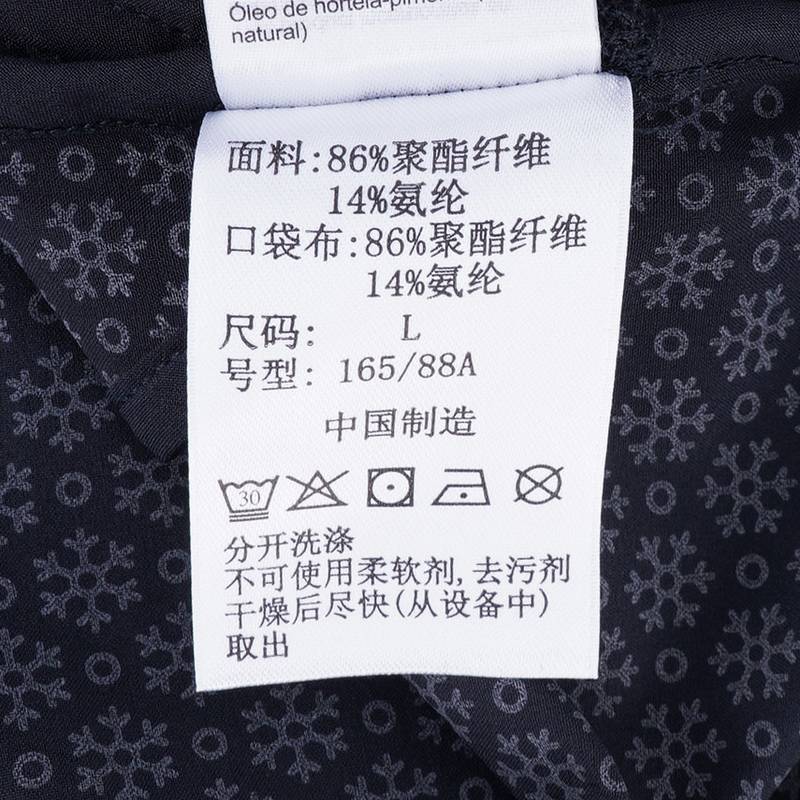 Óleo de hortelã-pimen
natural)
面料:86%聚酯纤维
14%氨纶
口袋布:86%聚酯纤维
14%氨纶
尺码: L
号型: 165/88A
中国制造
30
分开洗涤
不可使用柔软剂,去污剂
干燥后尽快(从设备中)
取出